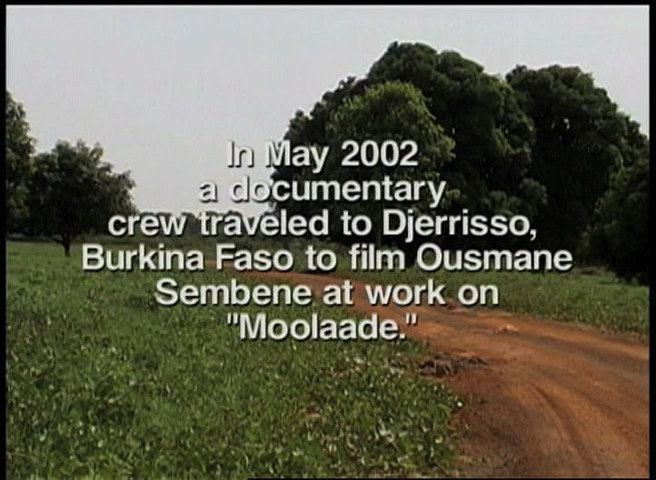 In May 2002
a documentary
crew traveled to Djerrisso,
Burkina Faso to film Ousmane
Sembene at work on
"Moolaade."